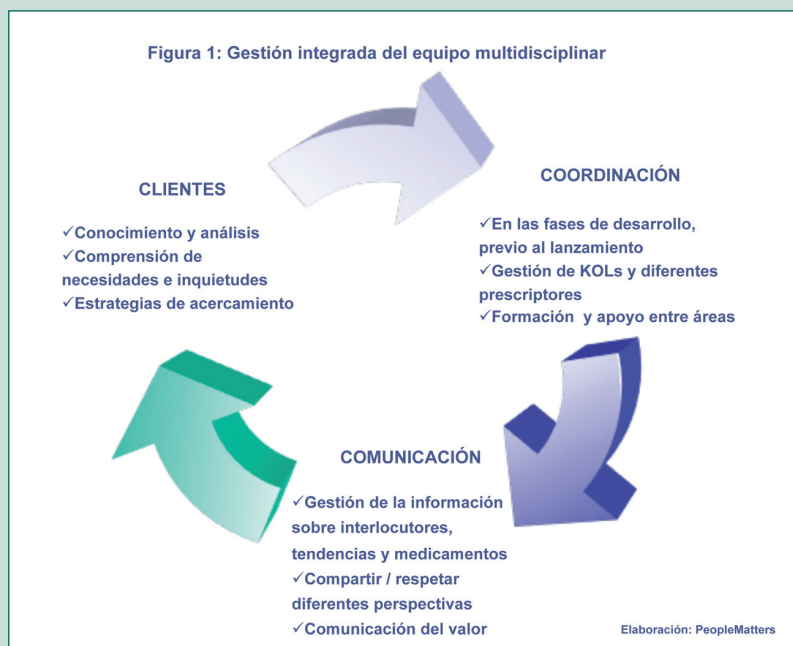 Figura 1: Gestión integrada del equipo multidisciplinar
CLIENTES
✓Conocimiento y análisis
✓Comprensión de
necesidades e inquietudes
✓Estrategias de acercamiento
COORDINACIÓN
✓En las fases de desarrollo,
previo al lanzamiento
✓Gestión de KOLs y diferentes
prescriptores
✓Formación y apoyo entre áreas
COMUNICACIÓN
✓Gestión de la información
sobre interlocutores,
tendencias y medicamentos
✓Compartir / respetar
diferentes perspectivas
✓Comunicación del valor
Elaboración: PeopleMatters